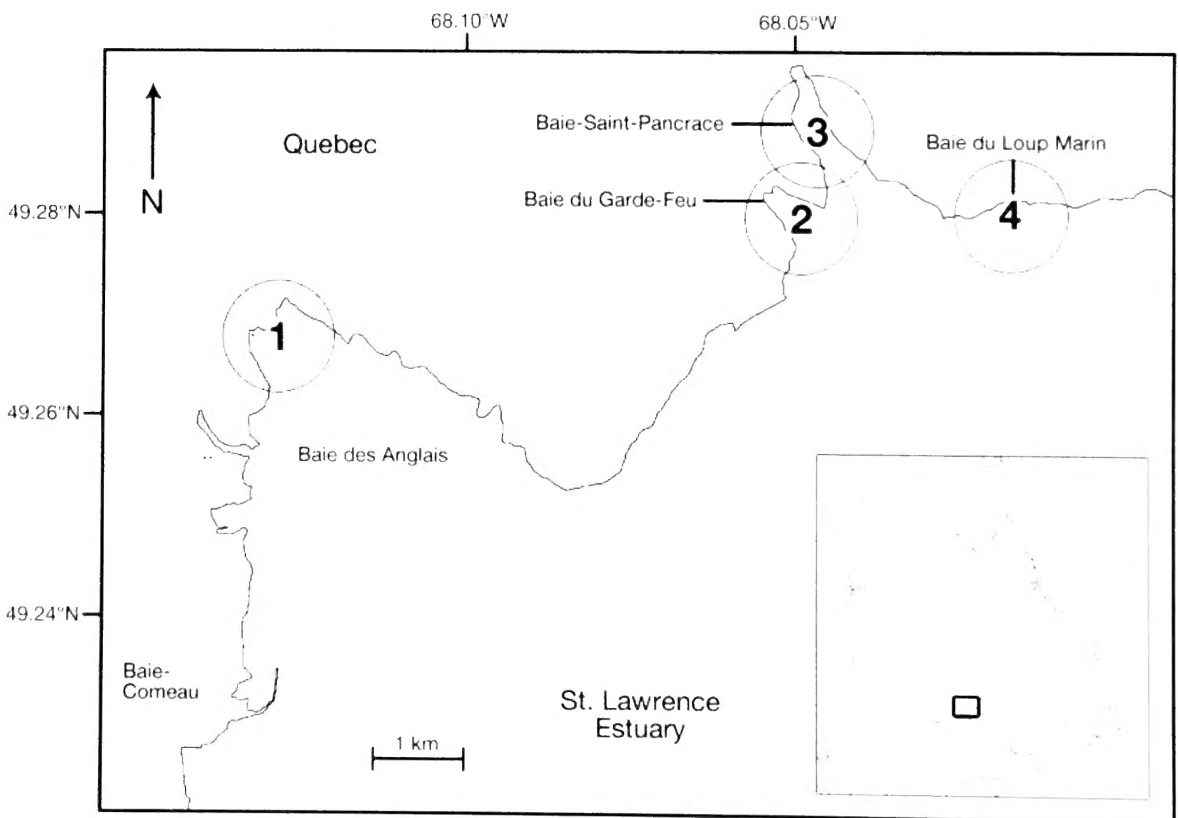 68.10°W
68.05°W
Baie-Saint-Pancrace
3
Quebec
Baie du Loup Marin
N
49.28°N
Baie du Garde-Feu
2
4
1
49.26°N
Baie des Anglais
49.24°N
Baie-
Comeau
St. Lawrence
Estuary
1 km